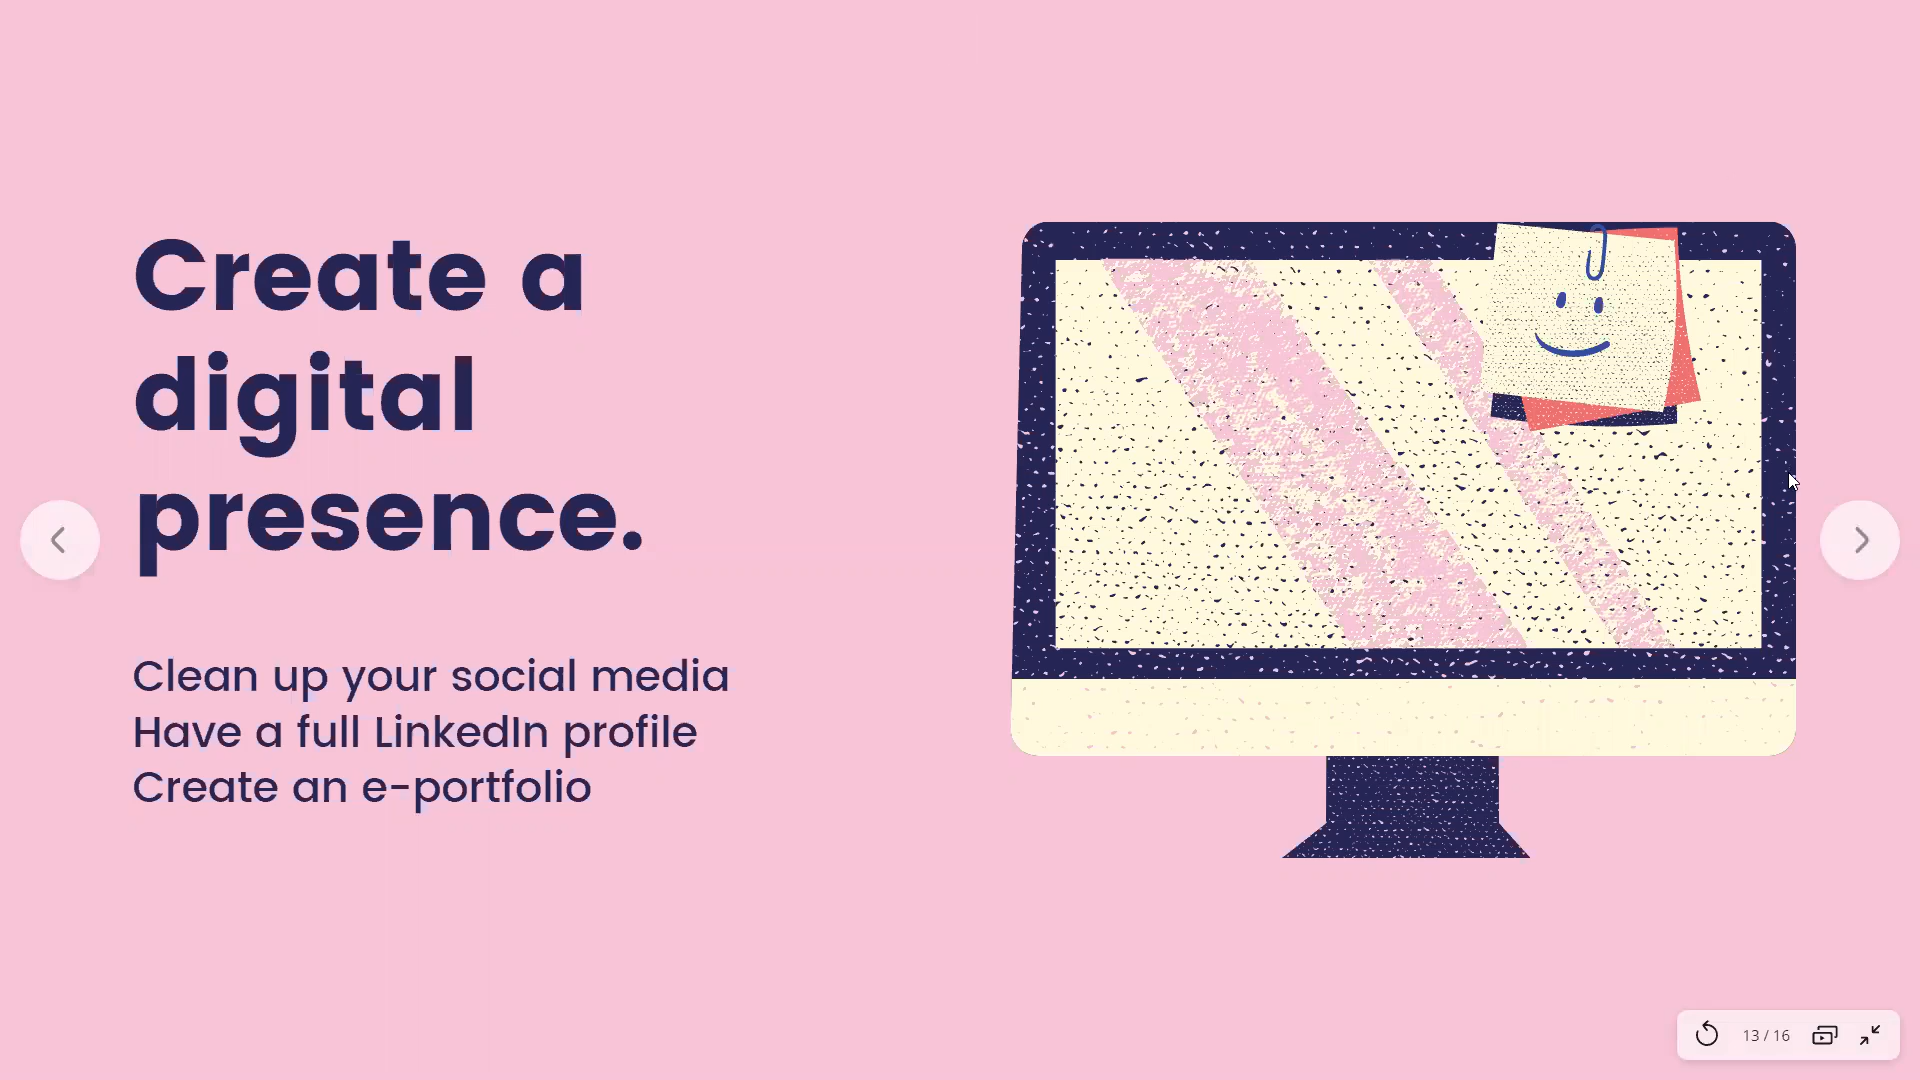 Create a
digital
presence.
Clean up your social media
Have a full LinkedIn profile
Create an e-portfolio
13 / 16